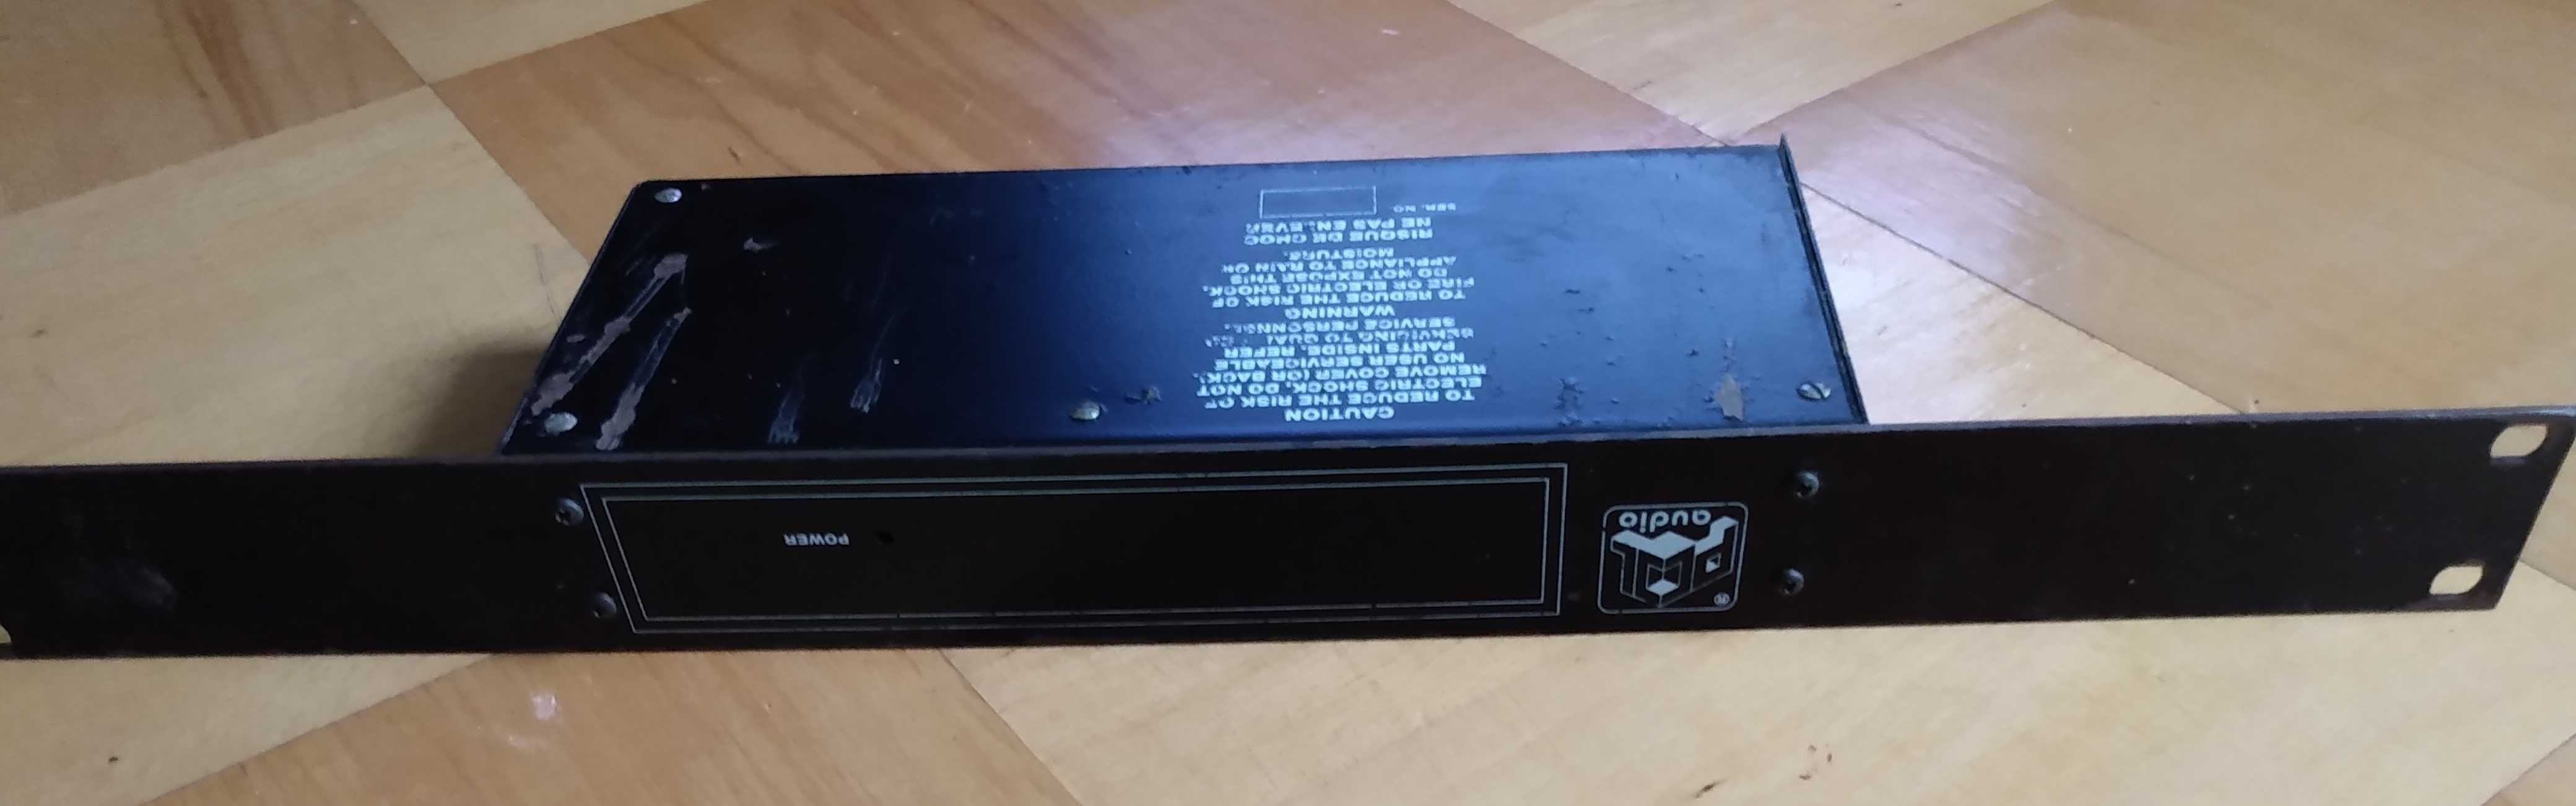 CAUTION
TO REDUCE THE RISK OF
ELECTRIC SHOCK, DO NOT
REMOVE COVER (OR BACK).
NO USER SERVICEABLE
PARTS INSIDE. REFER
SERVICING TO
SERVICE PERSONNEL.
WARNING
TO REDUCE THE RISK OF
FIRE OR ELECTRIC SHOCK,
DO NOT EXPOSE THIS
APPLIANCE TO RAIN OR
MOISTURE.
RISQUE DE CHOC
NE PAS ENLEVER
SER. NO.
POWER
audio
®